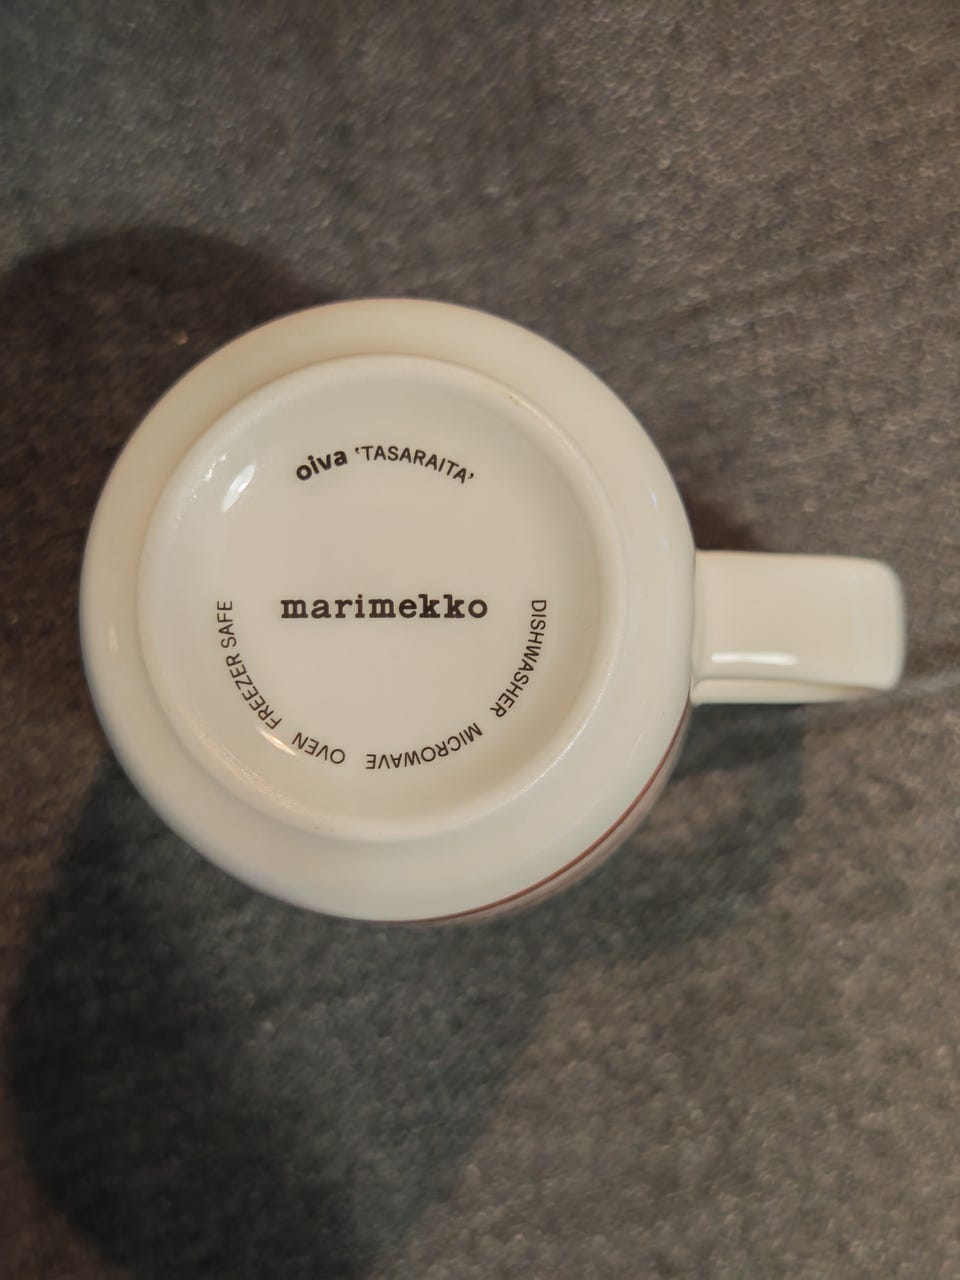 oiva 'TASARAITA'
marimekko
DISHWASHER MICROWAVE OVEN FREEZER SAFE